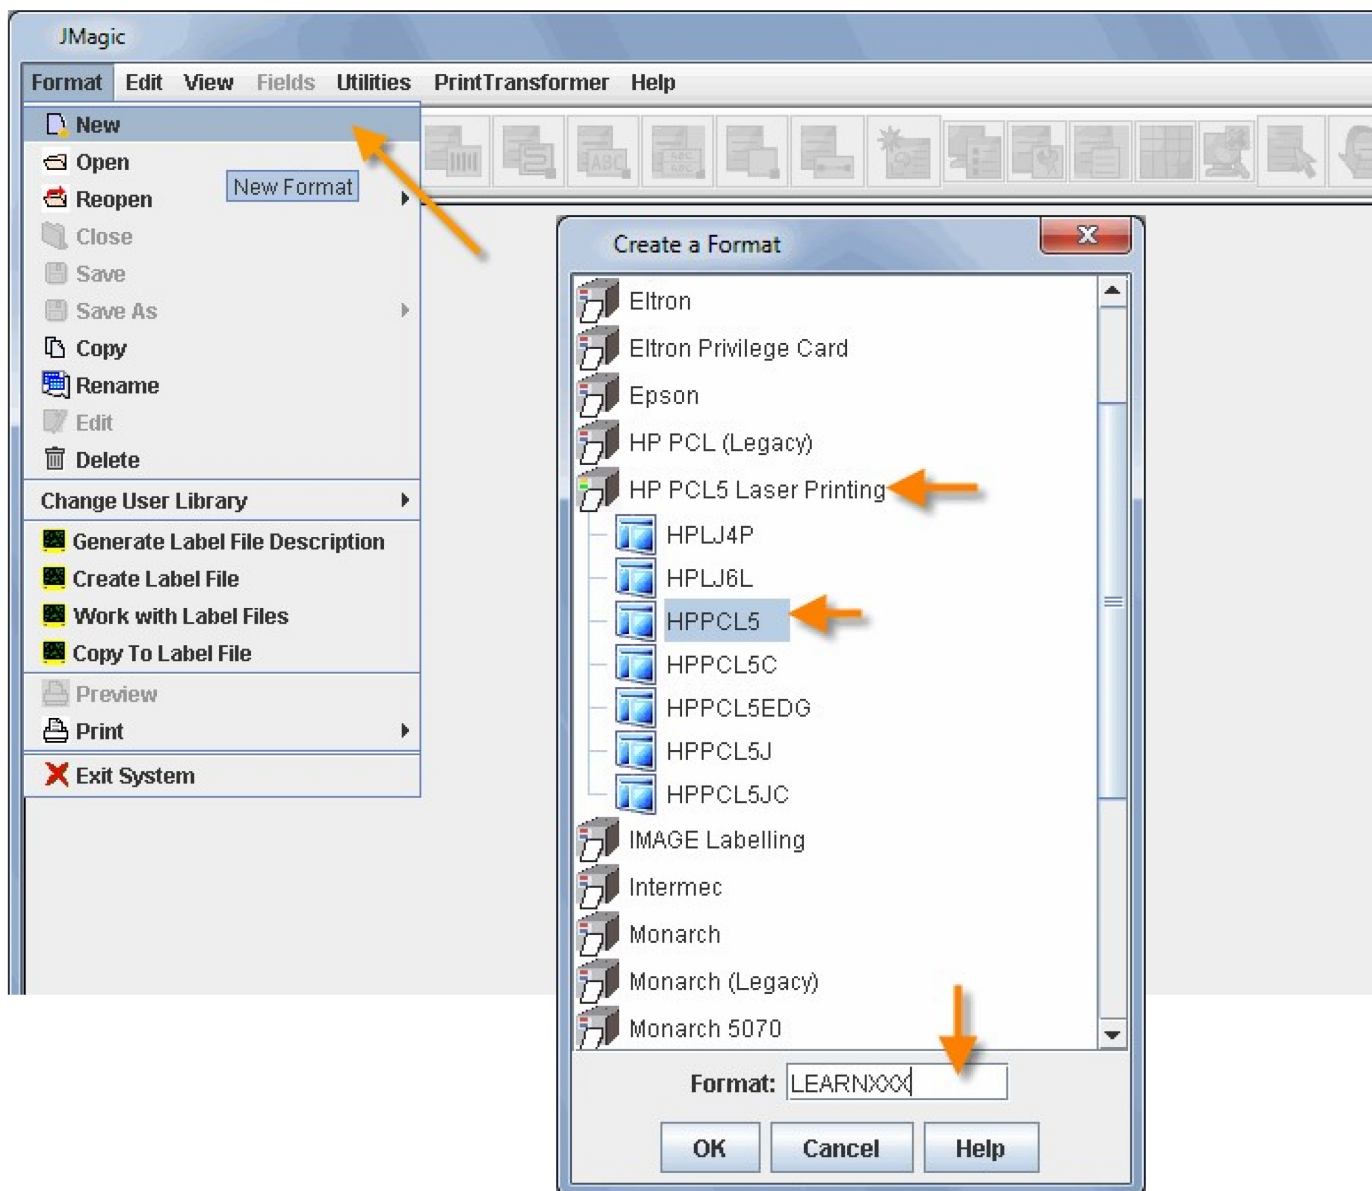 JMagic
Format Edit View Fields Utilities PrintTransformer Help
New
Open
New Format
Reopen
Close
Save
Save As
Copy
Rename
Edit
Delete
Change User Library
Generate Label File Description
Create Label File
Work with Label Files
Copy To Label File
Preview
Print
Exit System
Create a Format
Eltron
Eltron Privilege Card
Epson
HP PCL (Legacy)
HP PCL5 Laser Printing
HPLJ4P
HPLJ6L
HPPCL5
HPPCL5C
HPPCL5EDG
HPPCL5J
HPPCL5JC
IMAGE Labelling
Intermec
Monarch
Monarch (Legacy)
Monarch 5070
Format: LEARNXXX
OK Cancel Help